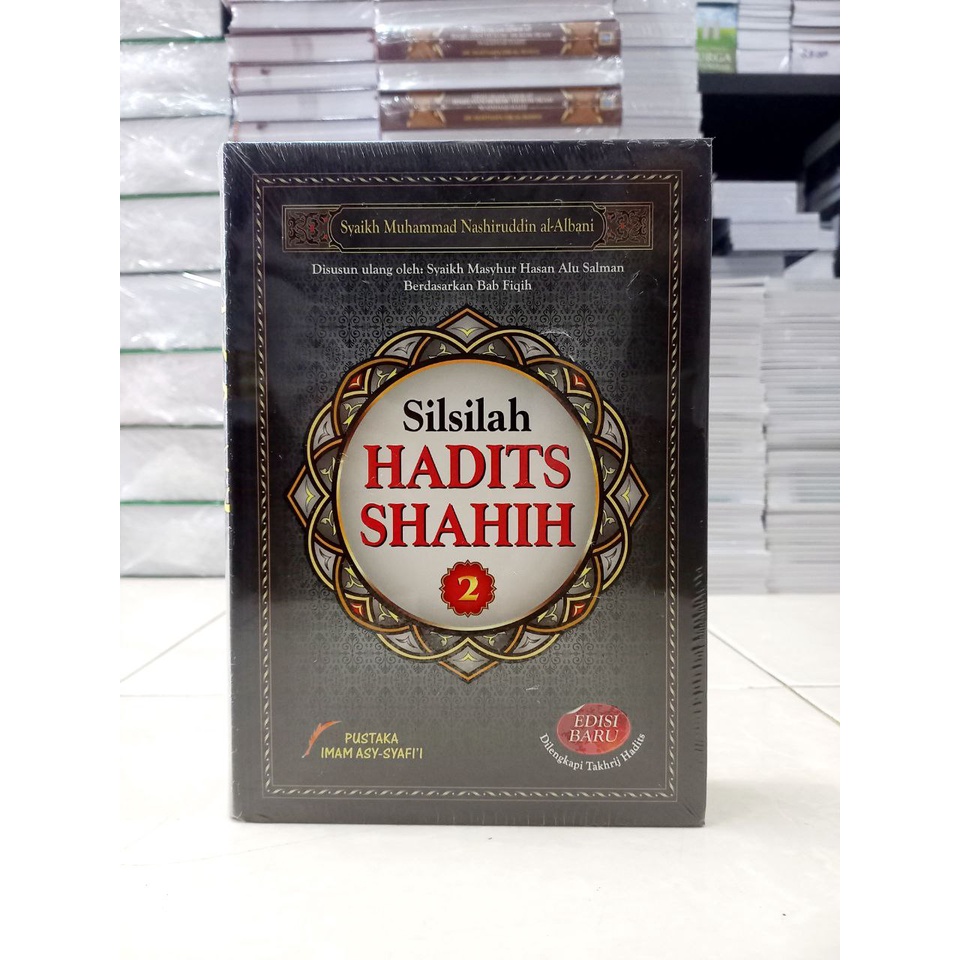 Syaikh Muhammad Nashiruddin al-Albani
Disusun ulang oleh: Syaikh Masyhur Hasan Alu Salman
Berdasarkan Bab Fiqih
Silsilah
HADITS
SHAHIH
2
PUSTAKA
IMAM ASY-SYAFI'I
EDISI
BARU
Dilengkapi Takhrij Hadits